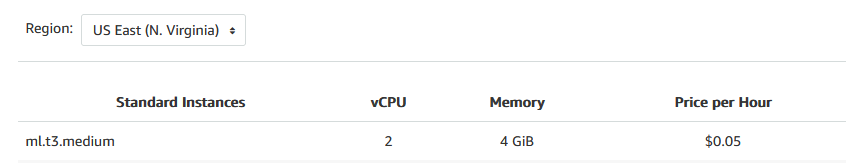 Region: US East (N. Virginia)
Standard Instances vCPU Memory Price per Hour
ml.t3.medium 2 4 GiB $0.05